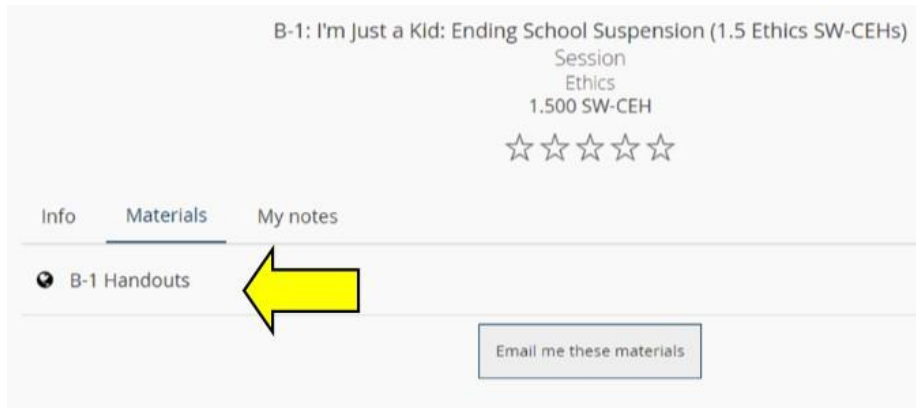 B-1: I'm Just a Kid: Ending School Suspension (1.5 Ethics SW-CEHs)
Session
Ethics
1.500 SW-CEH
Info Materials My notes
B-1 Handouts
Email me these materials